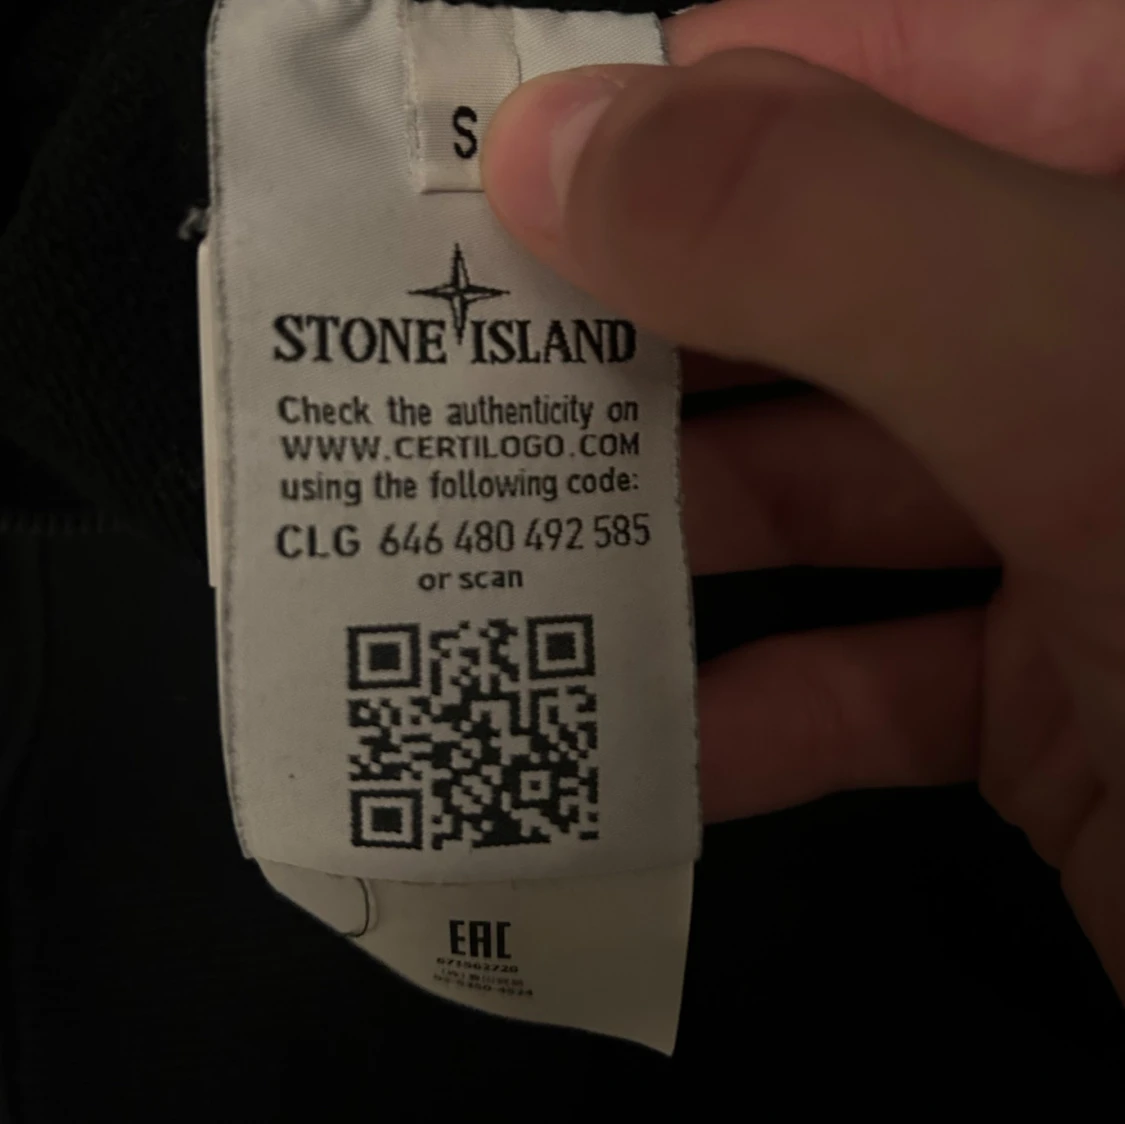 S
STONE ISLAND
Check the authenticity on
WWW.CERTILOGO.COM
using the following code:
CLG 646 480 492 585
or scan
EAC